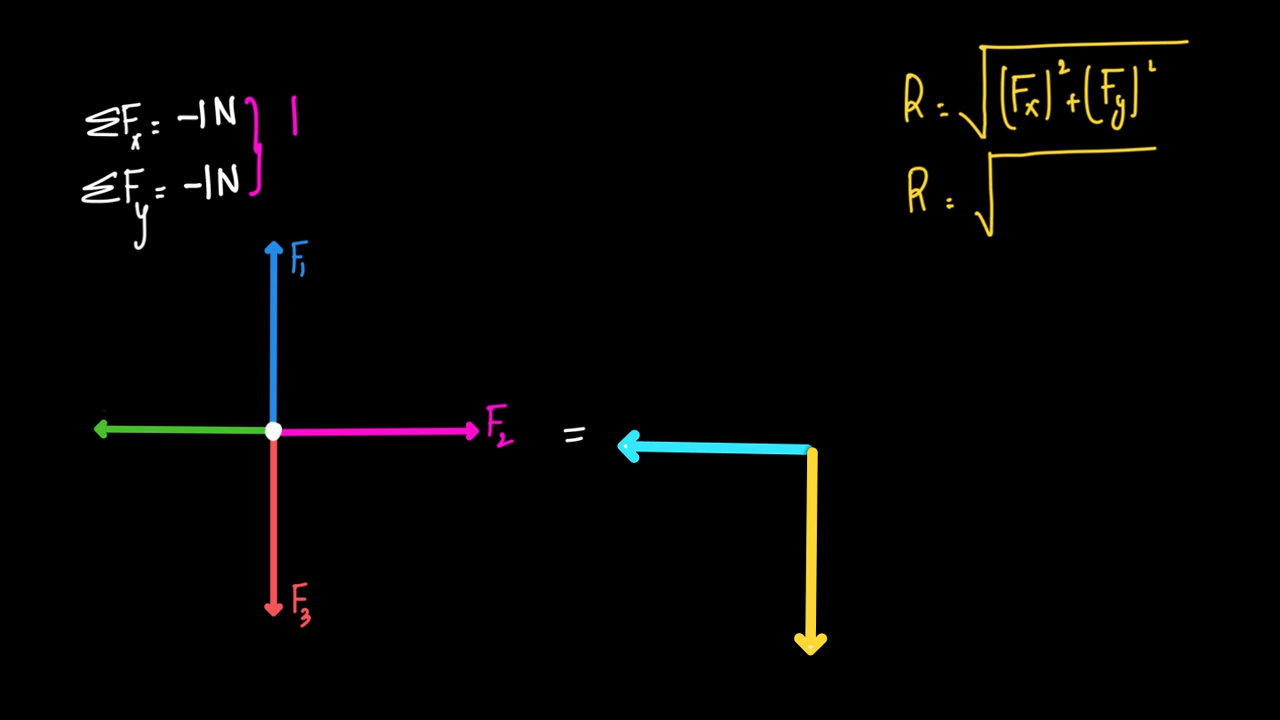 ΣFx = -1N } 1
ΣFy = -1N
R = √(Fx)²+(Fy)²
R = √
F1
F2
=
F3